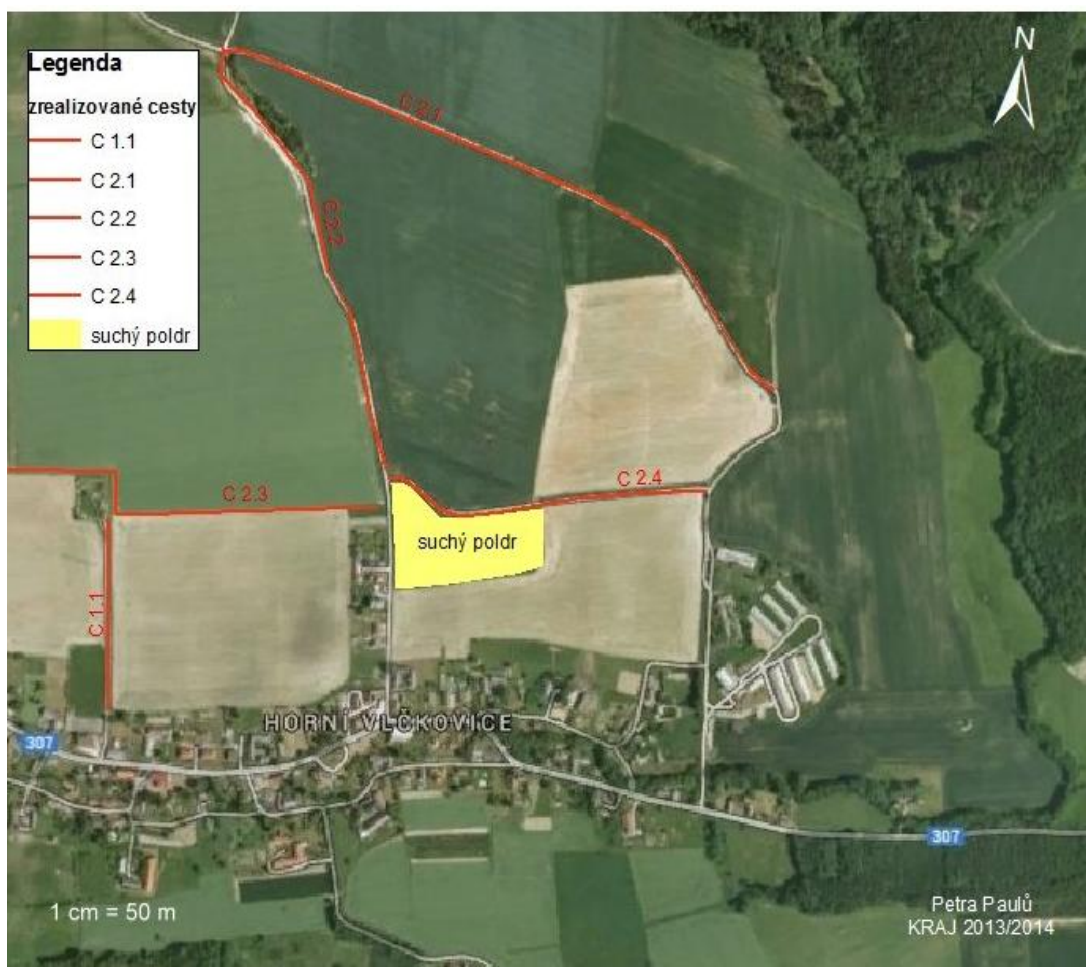 Legenda
zrealizované cesty
C 1.1
C 2.1
C 2.2
C 2.3
C 2.4
suchý poldr
N
C 2.1
C 2.2
C 2.3
C 2.4
suchý poldr
C 1.1
HORNÍ VLČKOVICE
307
307
1 cm = 50 m
Petra Paulů
KRAJ 2013/2014